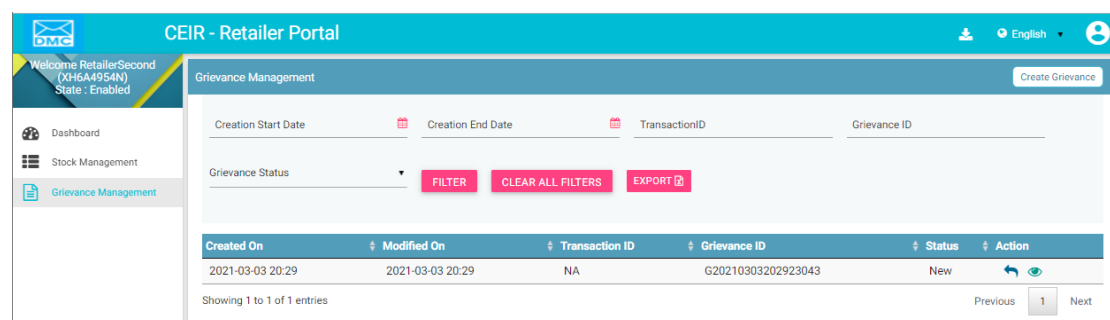 DMC
CEIR - Retailer Portal
English
Welcome RetailerSecond
(XH6A4954N)
State : Enabled
Grievance Management
Create Grievance
Dashboard
Stock Management
Grievance Management
Creation Start Date
Creation End Date
TransactionID
Grievance ID
Grievance Status
FILTER
CLEAR ALL FILTERS
EXPORT
Created On Modified On Transaction ID Grievance ID Status Action
2021-03-03 20:29 2021-03-03 20:29 NA G20210303202923043 New
Showing 1 to 1 of 1 entries
Previous 1 Next